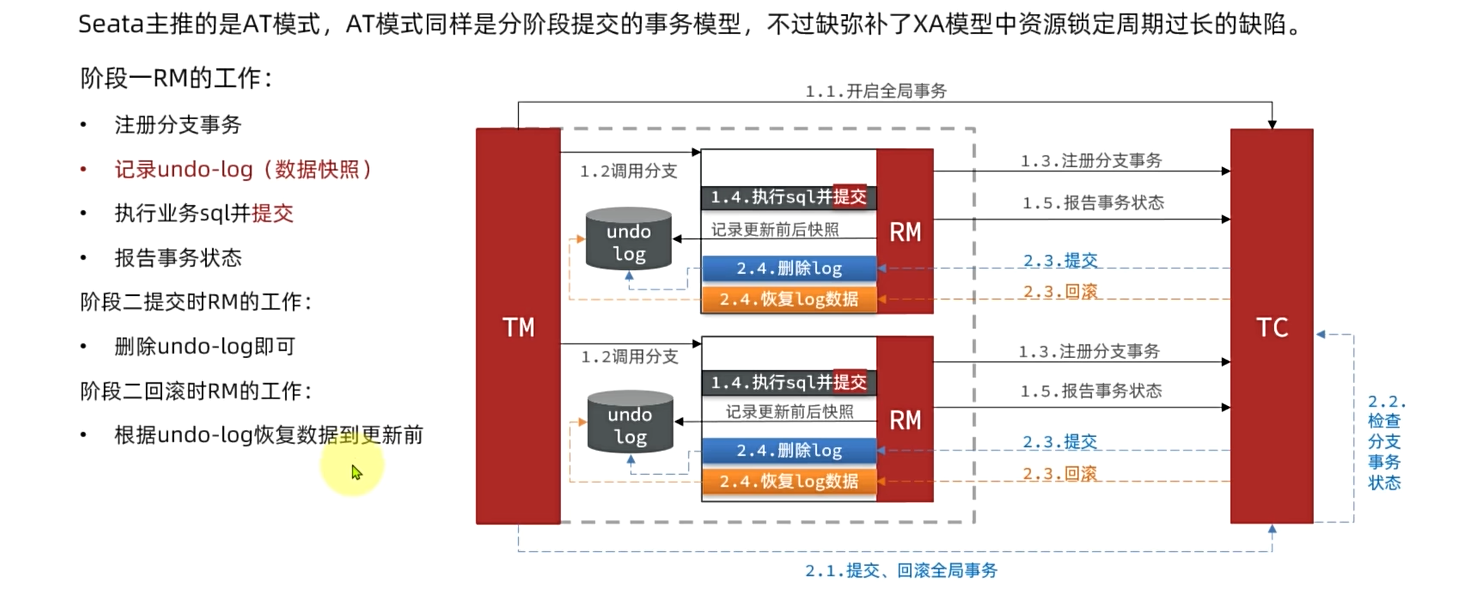 Seata主推的是AT模式，AT模式同样是分阶段提交的事务模型，不过缺弥补了XA模型中资源锁定周期过长的缺陷。
阶段一RM的工作：
• 注册分支事务
• 记录undo-log（数据快照）
• 执行业务sql并提交
• 报告事务状态
阶段二提交时RM的工作：
• 删除undo-log即可
阶段二回滚时RM的工作：
• 根据undo-log恢复数据到更新前
1.1.开启全局事务
TM
1.2调用分支
1.4.执行sql并提交
undo
log
记录更新前后快照
2.4.删除log
2.4.恢复log数据
RM
1.3.注册分支事务
1.5.报告事务状态
2.3.提交
2.3.回滚
1.2调用分支
1.4.执行sql并提交
undo
log
记录更新前后快照
2.4.删除log
2.4.恢复log数据
RM
1.3.注册分支事务
1.5.报告事务状态
2.3.提交
2.3.回滚
TC
2.2.
检查
分支
事务
状态
2.1.提交、回滚全局事务